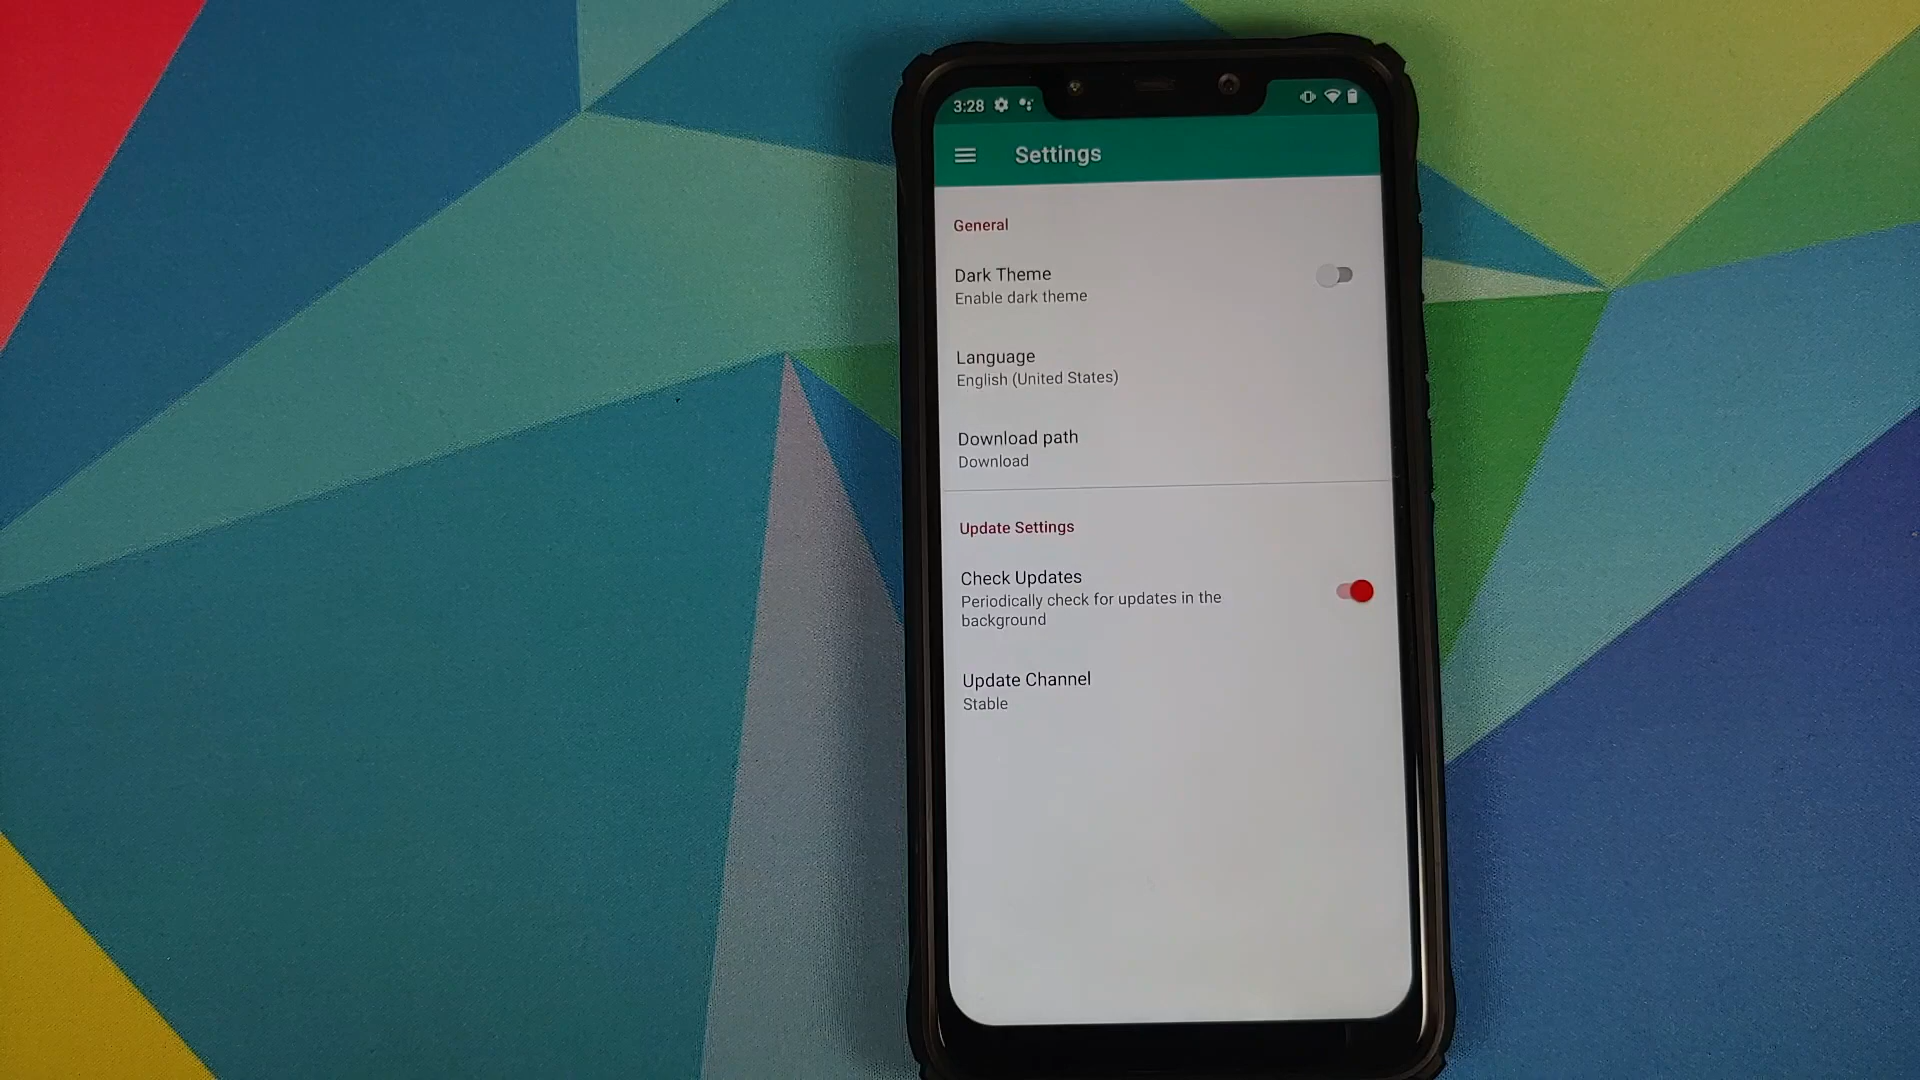 3:28
Settings
General
Dark Theme
Enable dark theme
Language
English (United States)
Download path
Download
Update Settings
Check Updates
Periodically check for updates in the
background
Update Channel
Stable